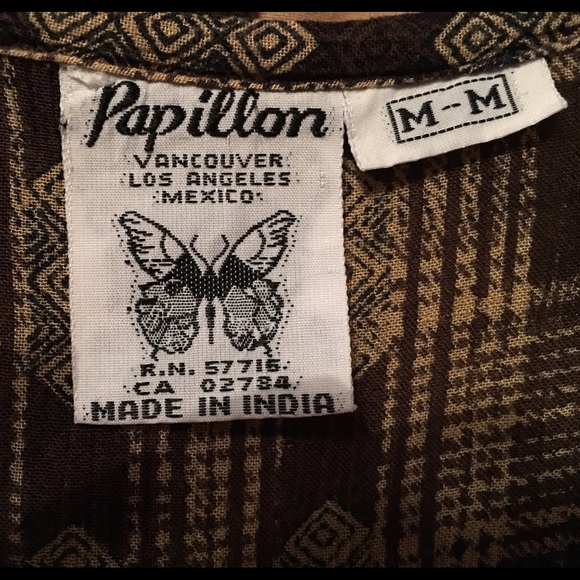 Papillon
VANCOUVER
LOS ANGELES
MEXICO
R.N. 57716
CA 02784
MADE IN INDIA
M-M